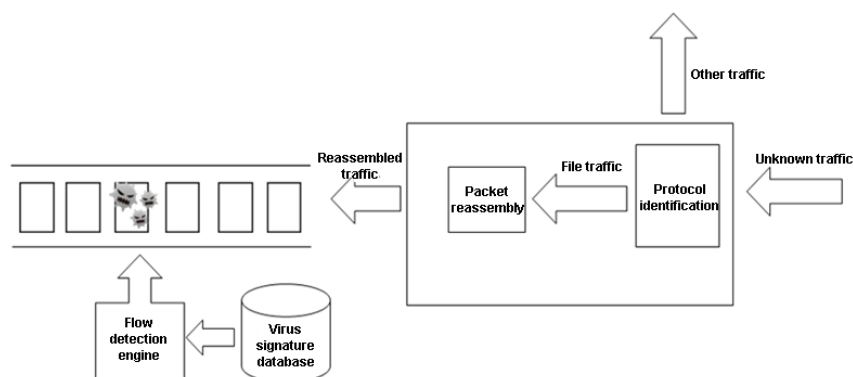 Other traffic
Reassembled
traffic
File traffic
Unknown traffic
Packet
reassembly
Protocol
identification
Flow
detection
engine
Virus
signature
database